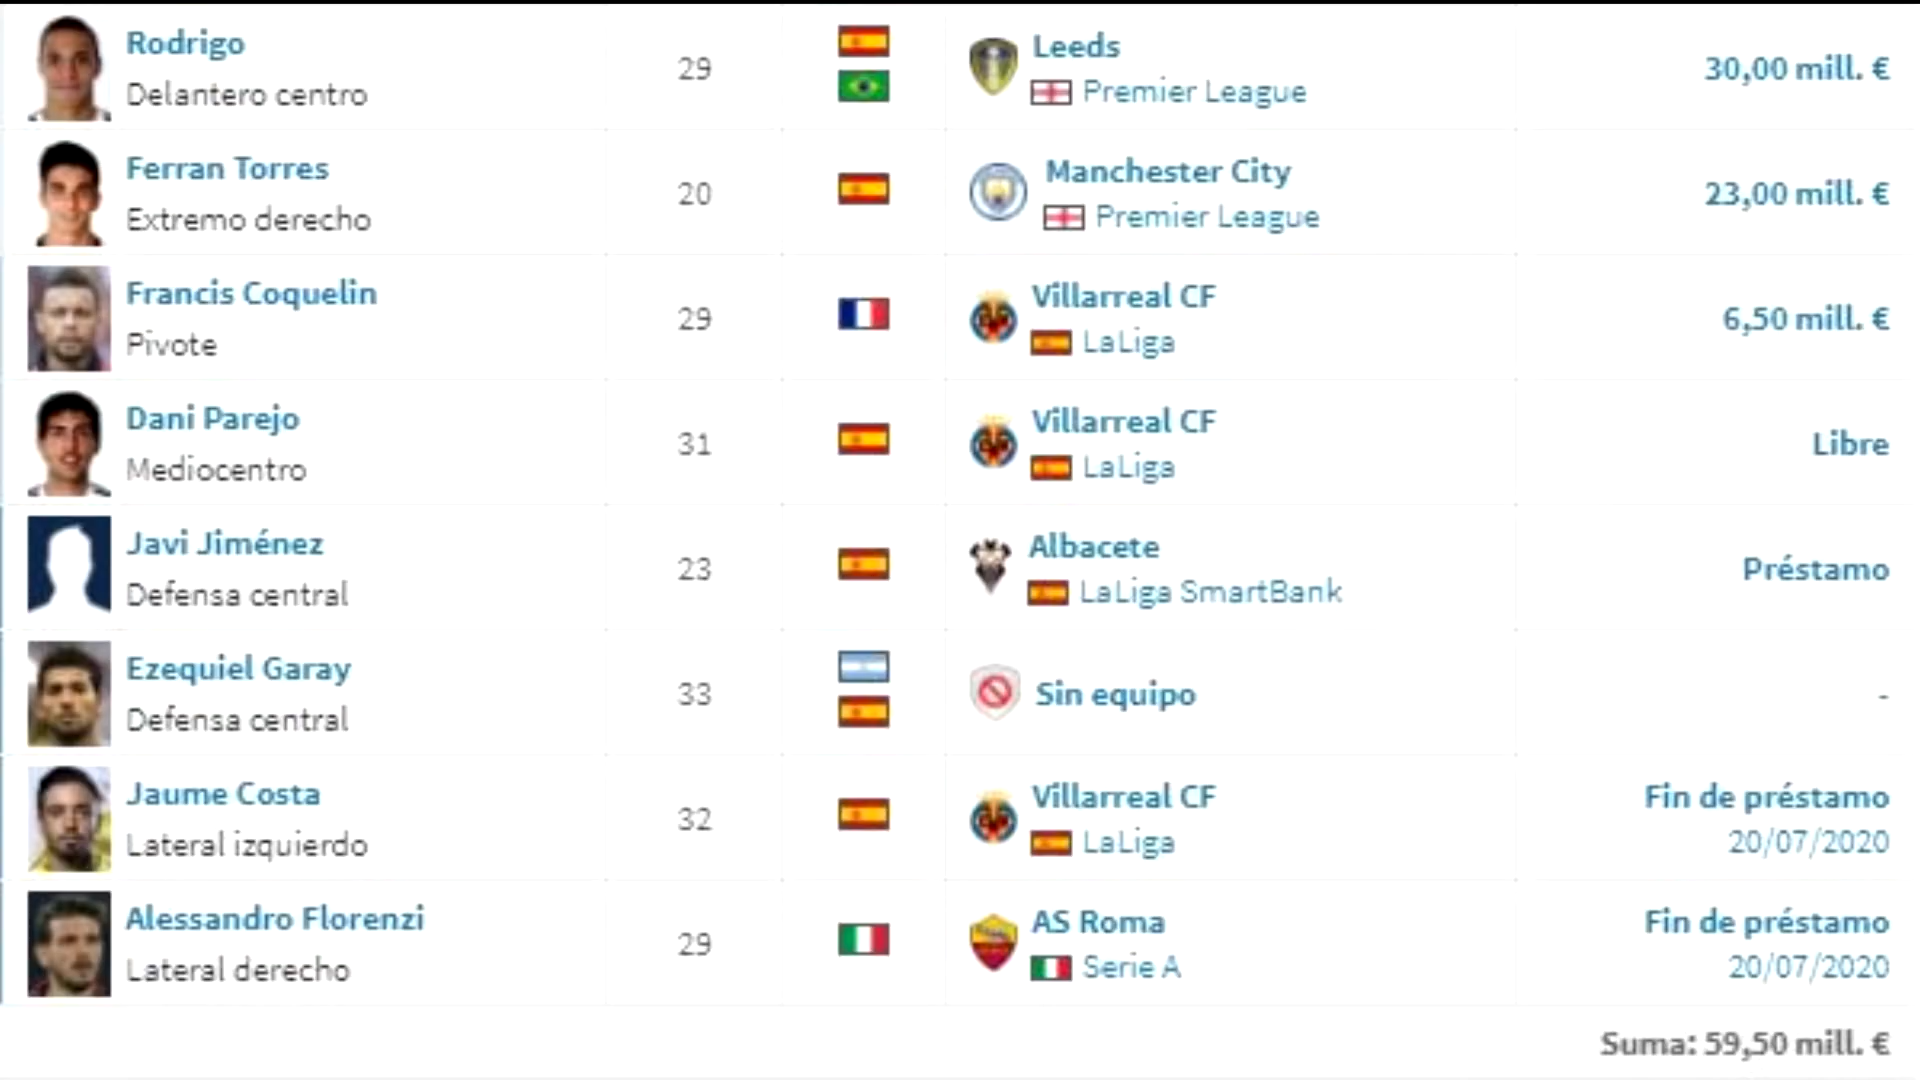 Rodrigo
Delantero centro
29
Leeds
Premier League
30,00 mill. €
Ferran Torres
Extremo derecho
20
Manchester City
Premier League
23,00 mill. €
Francis Coquelin
Pivote
29
Villarreal CF
LaLiga
6,50 mill. €
Dani Parejo
Mediocentro
31
Villarreal CF
LaLiga
Libre
Javi Jiménez
Defensa central
23
Albacete
LaLiga SmartBank
Préstamo
Ezequiel Garay
Defensa central
33
Sin equipo
-
Jaume Costa
Lateral izquierdo
32
Villarreal CF
LaLiga
Fin de préstamo
20/07/2020
Alessandro Florenzi
Lateral derecho
29
AS Roma
Serie A
Fin de préstamo
20/07/2020
Suma: 59,50 mill. €